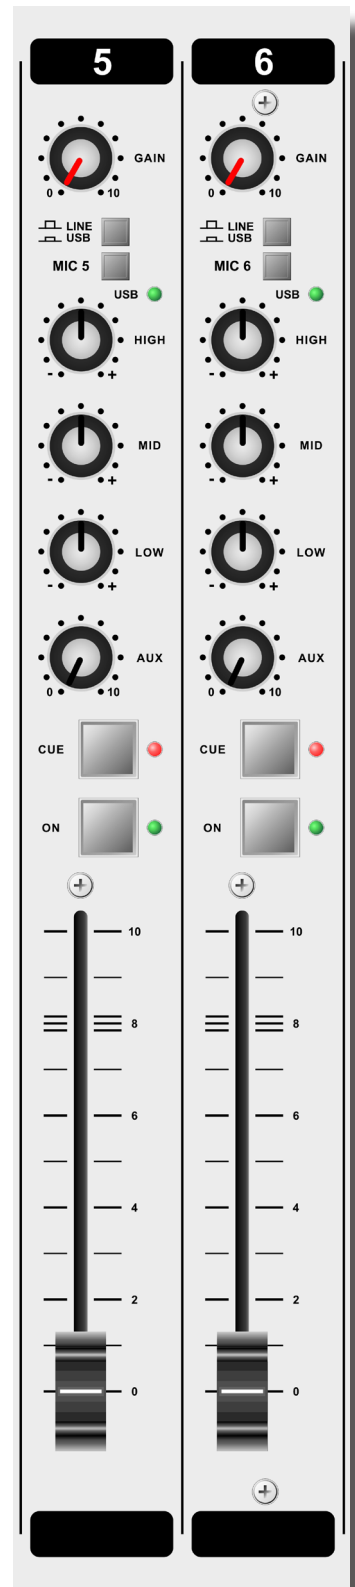 5
GAIN
0 10
LINE
USB
MIC 5
USB
HIGH
- +
MID
- +
LOW
- +
AUX
0 10
CUE
ON
10
8
6
4
2
0
6
GAIN
0 10
LINE
USB
MIC 6
USB
HIGH
- +
MID
- +
LOW
- +
AUX
0 10
CUE
ON
10
8
6
4
2
0